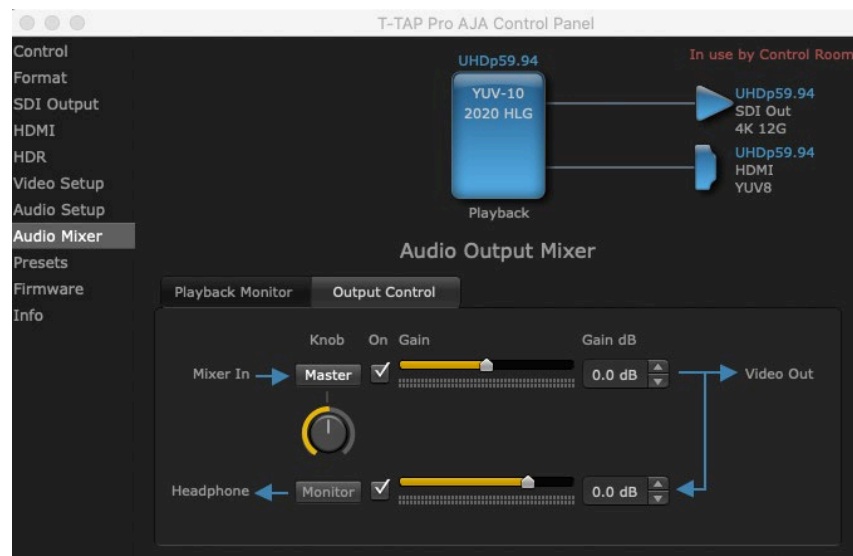 T-TAP Pro AJA Control Panel
Control
Format
SDI Output
HDMI
HDR
Video Setup
Audio Setup
Audio Mixer
Presets
Firmware
Info
In use by Control Room
UHDp59.94
YUV-10
2020 HLG
Playback
UHDp59.94
SDI Out
4K 12G
UHDp59.94
HDMI
YUV8
Audio Output Mixer
Playback Monitor Output Control
Knob On Gain Gain dB
Mixer In Master 0.0 dB Video Out
Headphone Monitor 0.0 dB